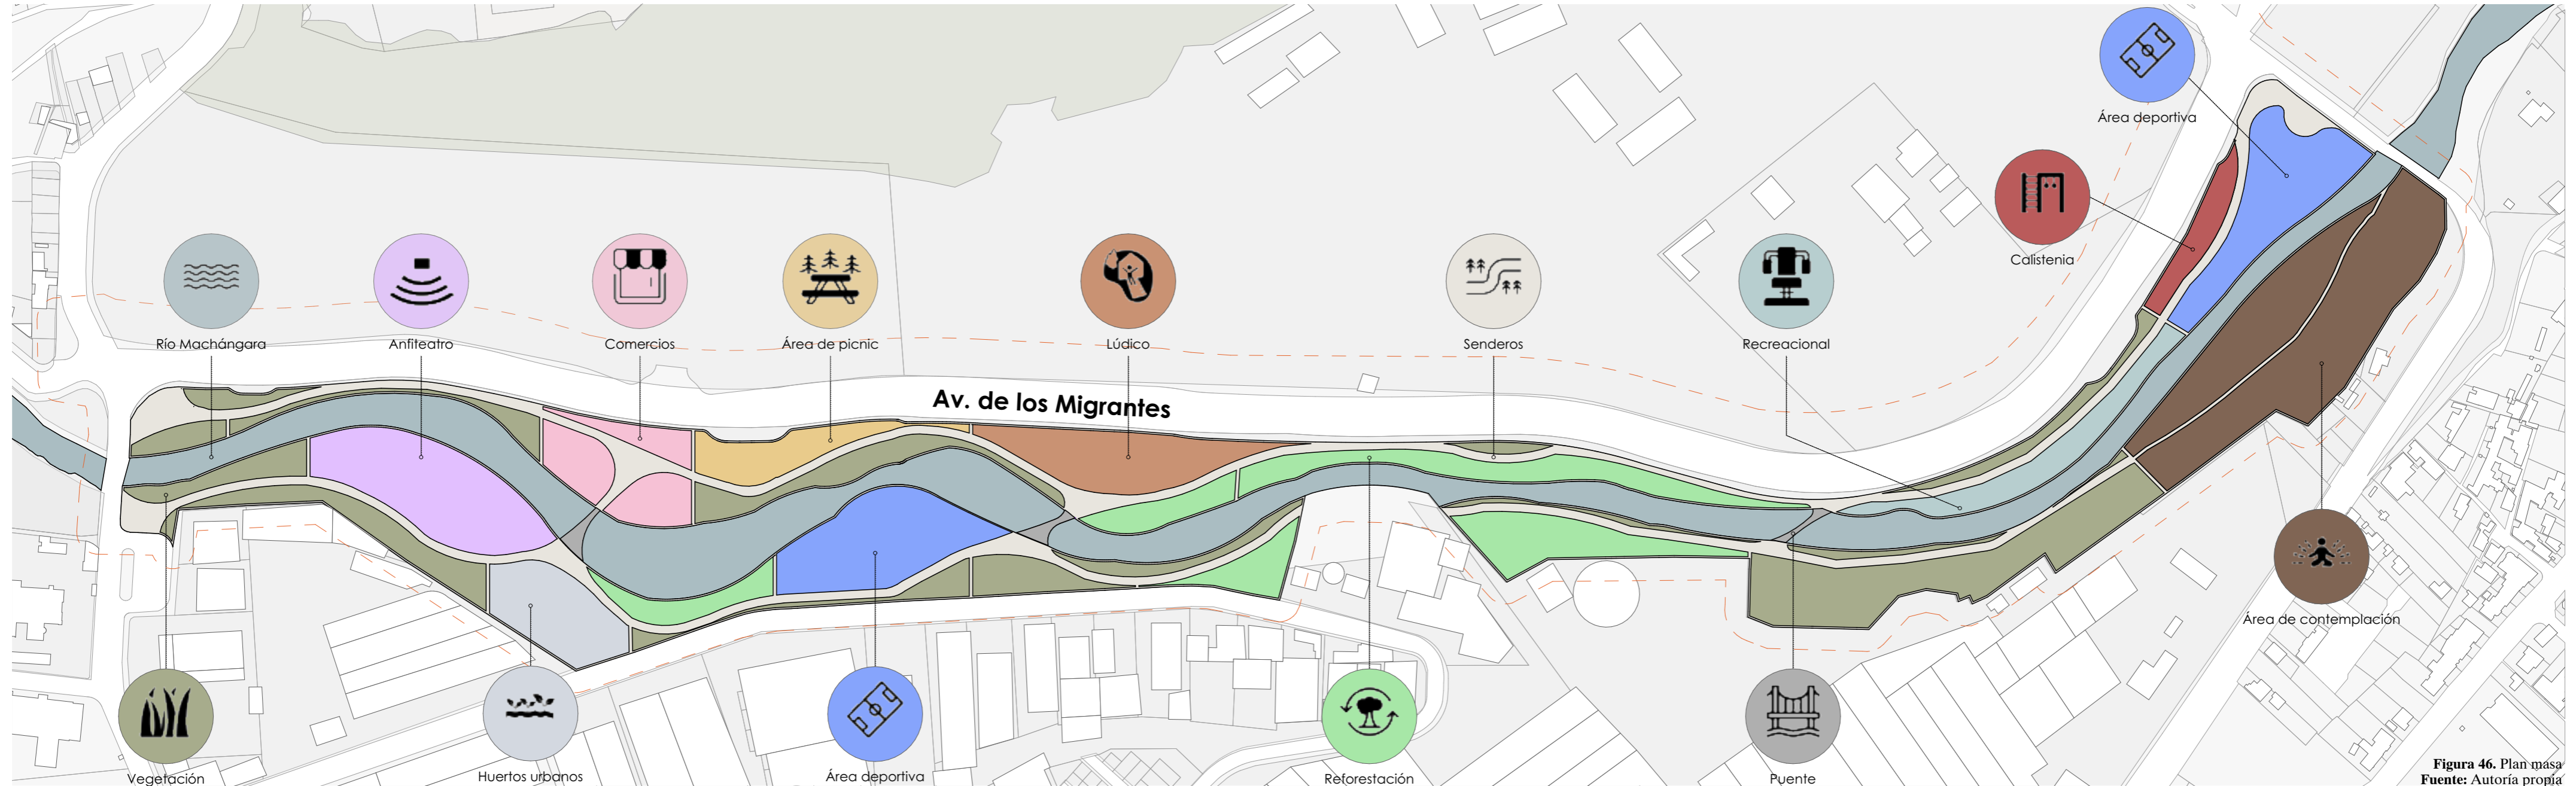 Área deportiva
Calistenia
Río Machángara
Anfiteatro
Comercios
Área de picnic
Lúdico
Senderos
Recreacional
Av. de los Migrantes
Área de contemplación
Vegetación
Huertos urbanos
Área deportiva
Reforestación
Puente
Figura 46. Plan masa
Fuente: Autoría propia